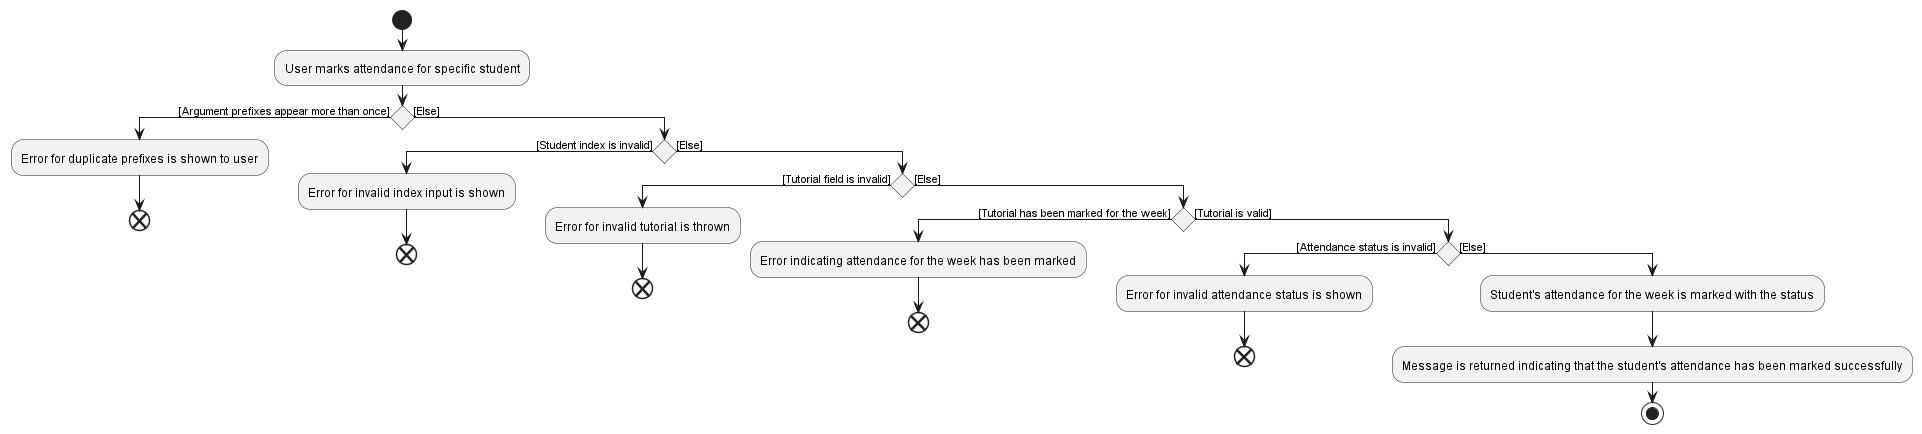 User marks attendance for specific student
[Argument prefixes appear more than once]
[Else]
Error for duplicate prefixes is shown to user
[Student index is invalid]
[Else]
Error for invalid index input is shown
[Tutorial field is invalid]
[Else]
Error for invalid tutorial is thrown
[Tutorial has been marked for the week]
[Tutorial is valid]
Error indicating attendance for the week has been marked
[Attendance status is invalid]
[Else]
Error for invalid attendance status is shown
Student's attendance for the week is marked with the status
Message is returned indicating that the student's attendance has been marked successfully